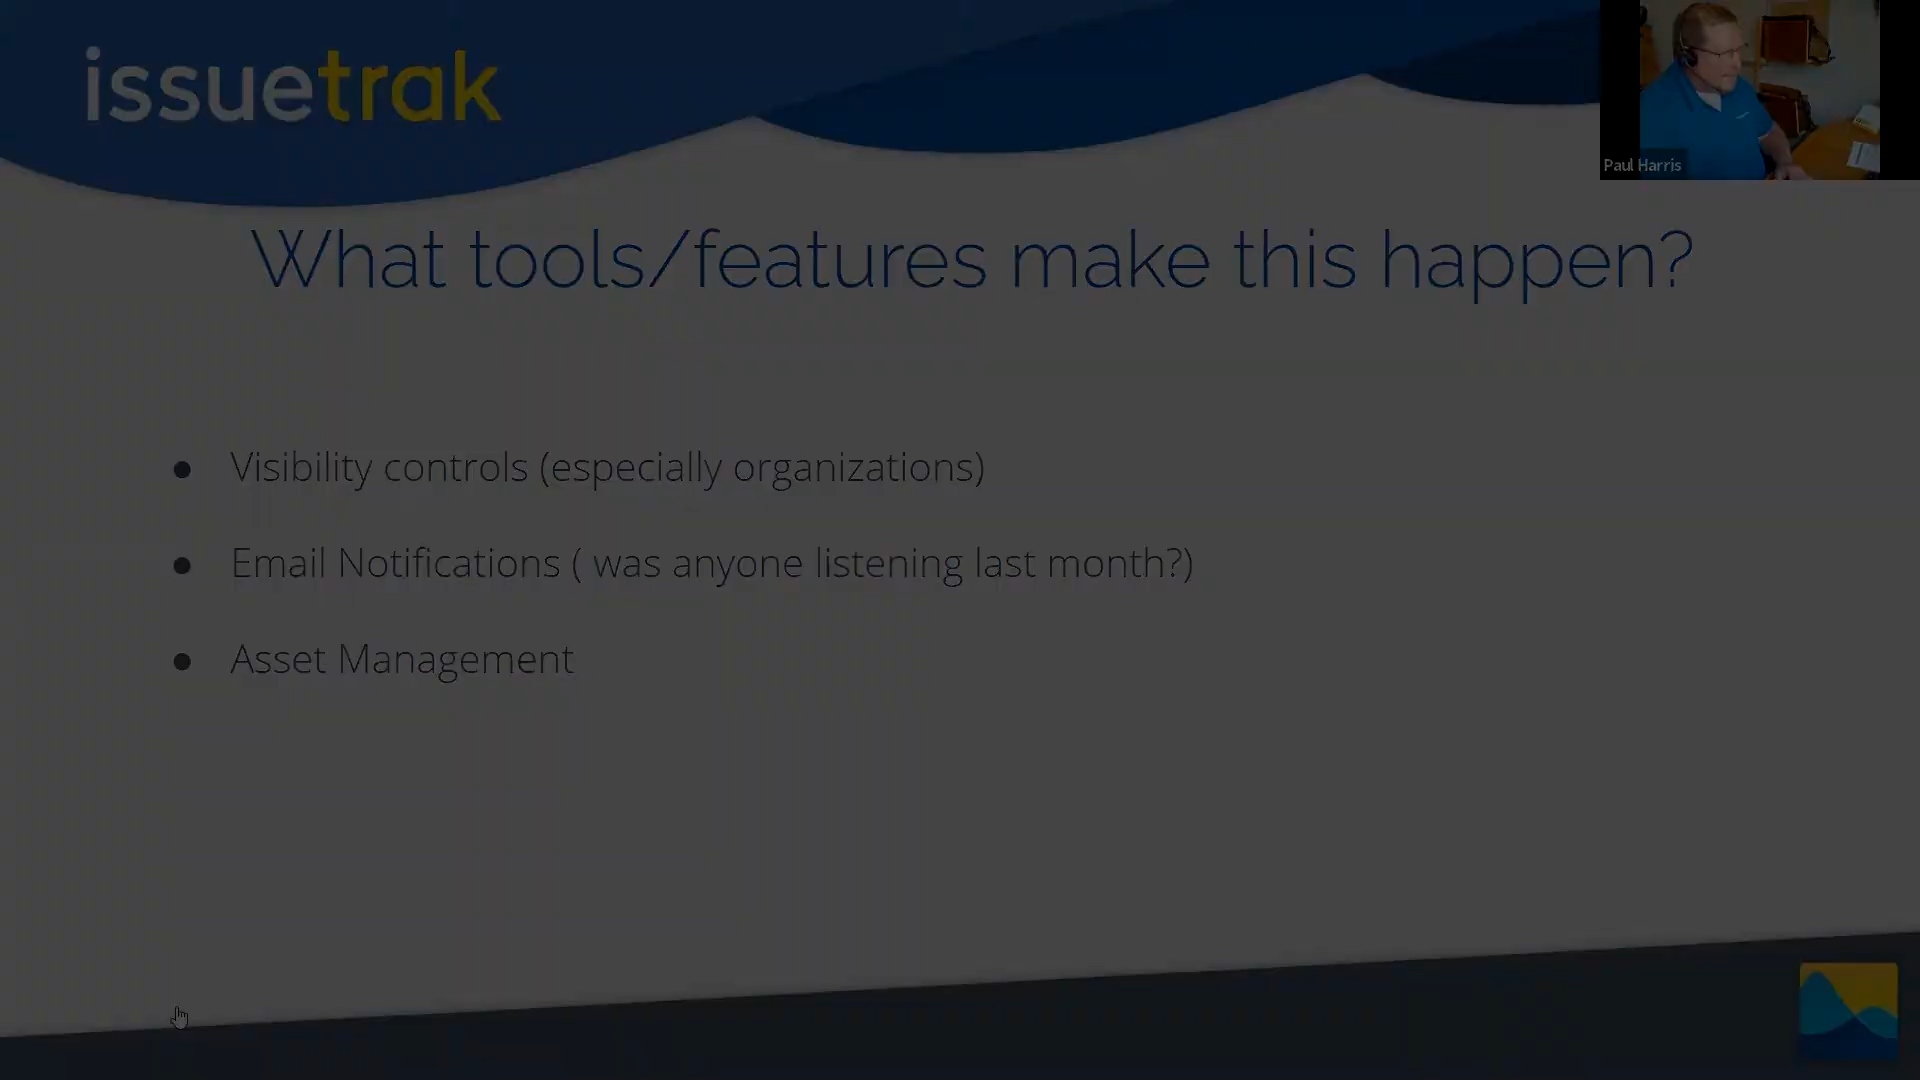 issuetrak
Paul Harris
What tools/features make this happen?
● Visibility controls (especially organizations)
● Email Notifications ( was anyone listening last month?)
● Asset Management